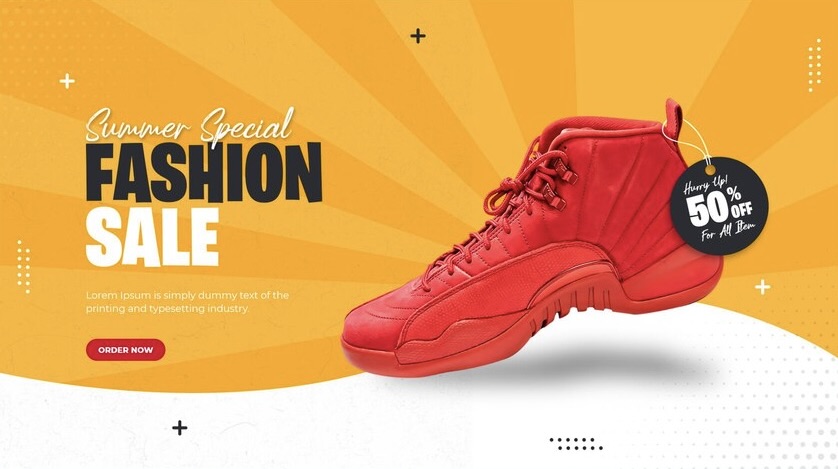 Summer Special
FASHION
SALE
Lorem Ipsum is simply dummy text of the
printing and typesetting industry.
ORDER NOW
Hurry Up!
50% OFF
For All Item